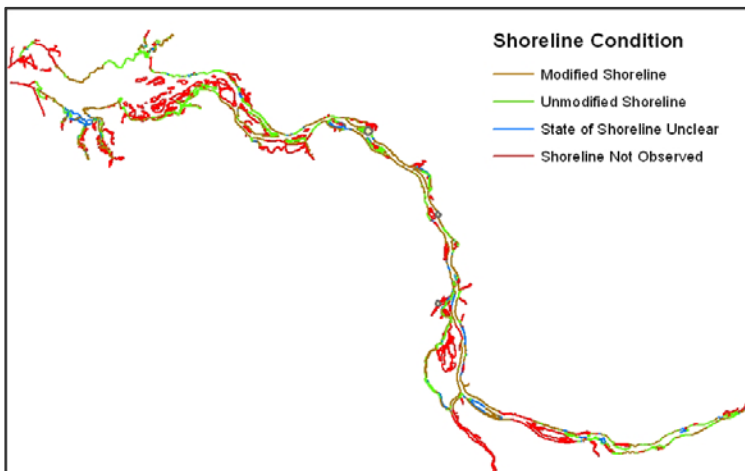 Shoreline Condition
Modified Shoreline
Unmodified Shoreline
State of Shoreline Unclear
Shoreline Not Observed